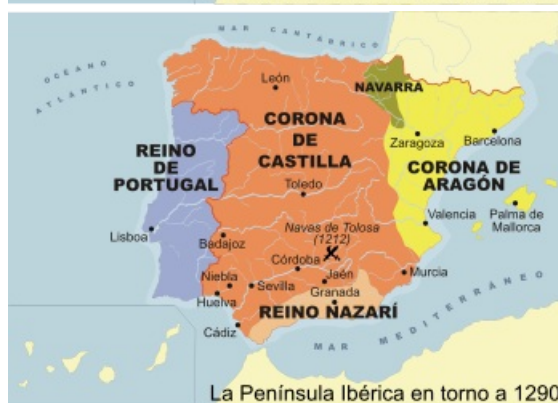 MAR CANTÁBRICO
OCÉANO
ATLÁNTICO
León
NAVARRA
CORONA
DE
CASTILLA
Zaragoza
Barcelona
REINO
DE
PORTUGAL
CORONA DE
ARAGÓN
Toledo
Valencia
Palma de
Mallorca
Lisboa
Badajoz
Navas de Tolosa
(1212)
Córdoba
Jaén
Murcia
Niebla
Sevilla
Granada
Huelva
REINO NAZARÍ
Cádiz
MAR MEDITERRÁNEO
La Península Ibérica en torno a 1290